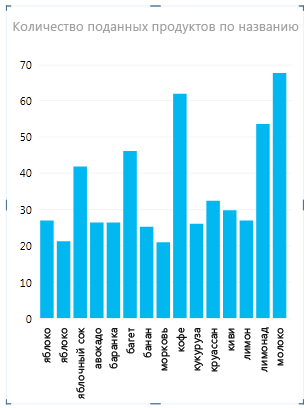 Количество поданных продуктов по названию
70
60
50
40
30
20
10
0
яблоко
яблоко
яблочный сок
авокадо
баранка
багет
банан
морковь
кофе
кукуруза
круассан
киви
лимон
лимонад
молоко